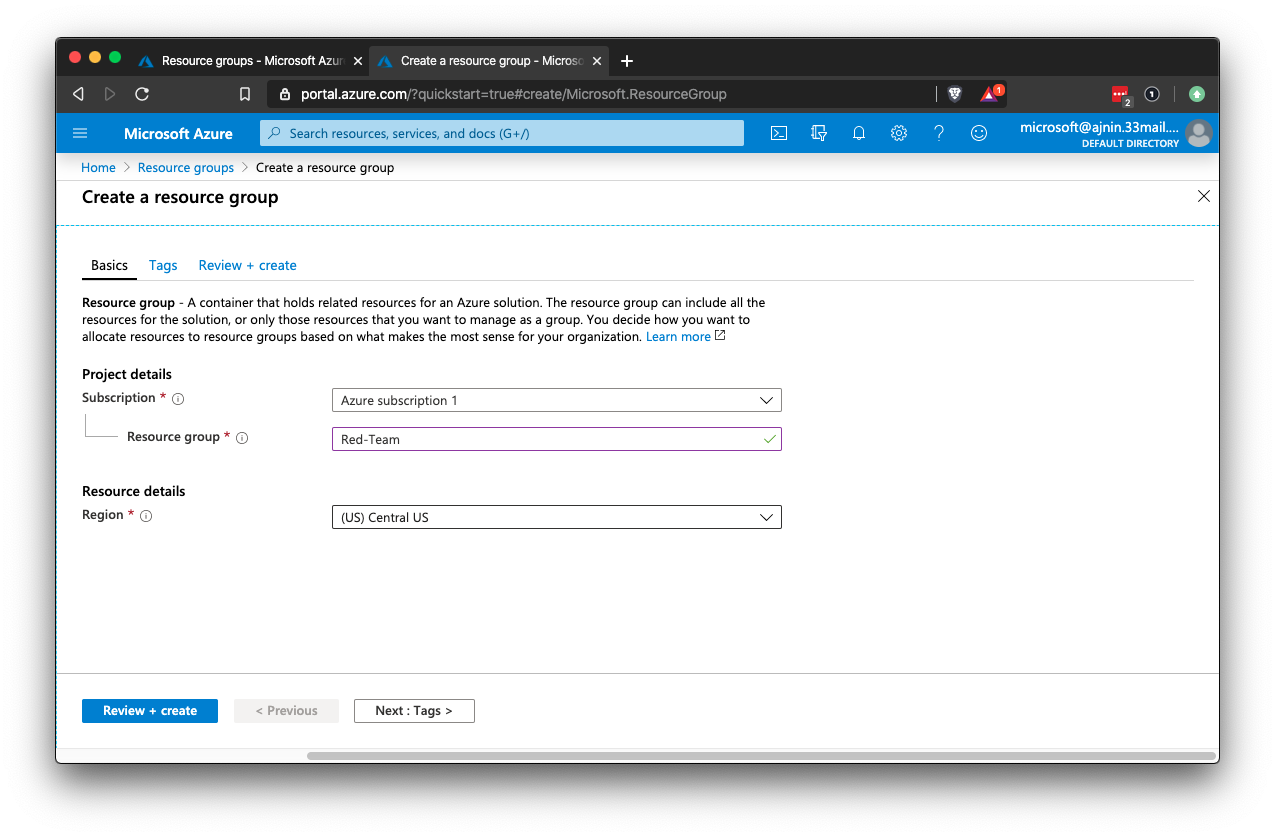 Resource groups - Microsoft Azur
Create a resource group - Microso
portal.azure.com/?quickstart=true#create/Microsoft.ResourceGroup
1
2
1
Microsoft Azure
Search resources, services, and docs (G+/)
microsoft@ajnin.33mail....
DEFAULT DIRECTORY
Home > Resource groups > Create a resource group
Create a resource group
Basics
Tags
Review + create
Resource group - A container that holds related resources for an Azure solution. The resource group can include all the
resources for the solution, or only those resources that you want to manage as a group. You decide how you want to
allocate resources to resource groups based on what makes the most sense for your organization. Learn more
Project details
Subscription *
Azure subscription 1
Resource group *
Red-Team
Resource details
Region *
(US) Central US
Review + create
< Previous
Next : Tags >